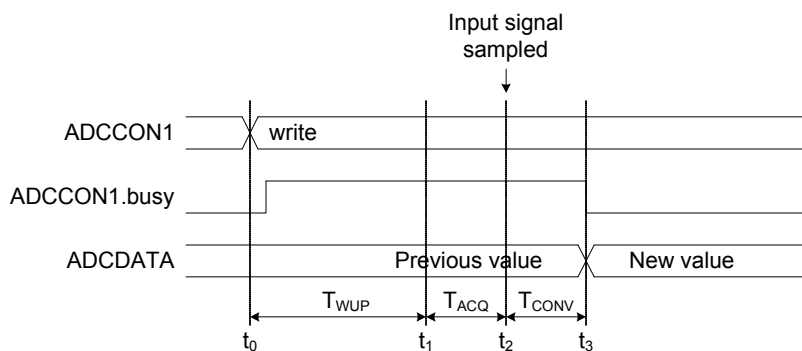 Input signal
sampled
ADCCON1
write
ADCCON1.busy
ADCDATA
Previous value
New value
TWUP
TACQ
TCONV
t0
t1
t2
t3